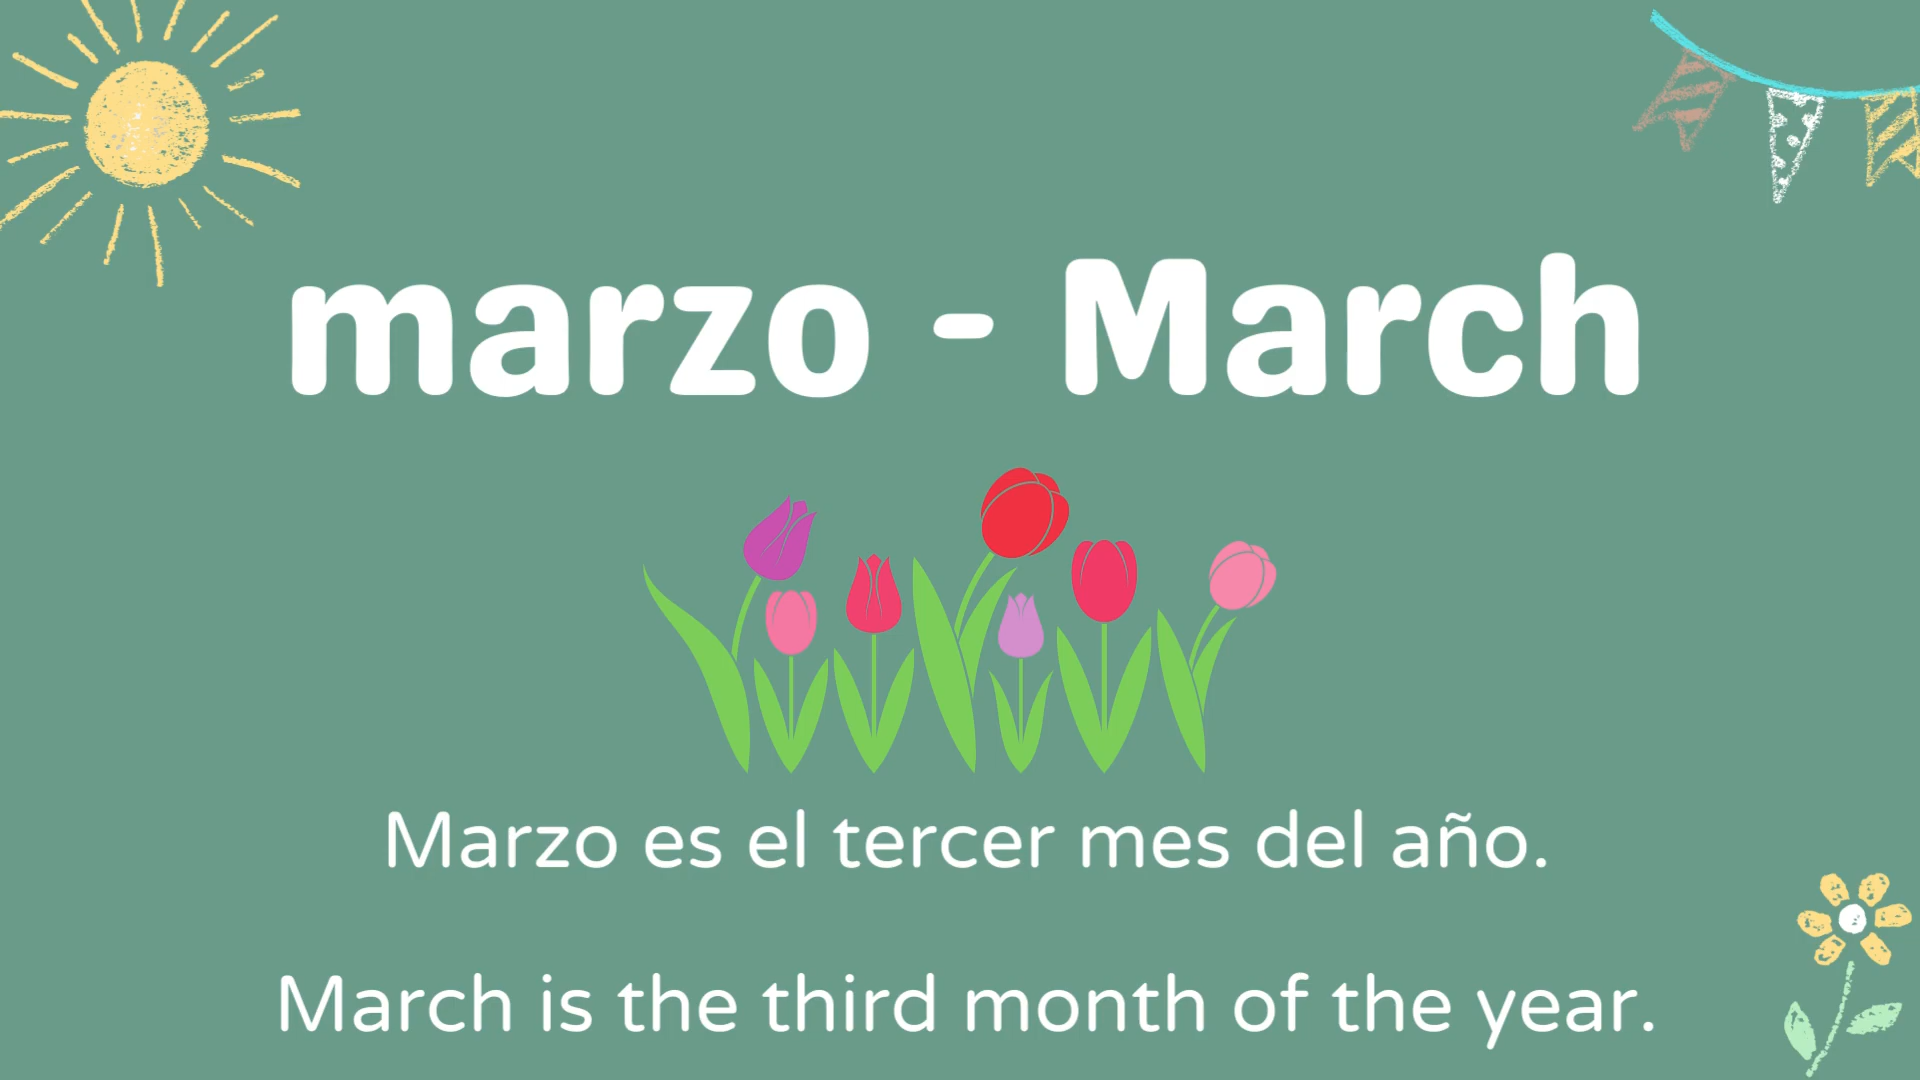 marzo - March
Marzo es el tercer mes del año.
March is the third month of the year.